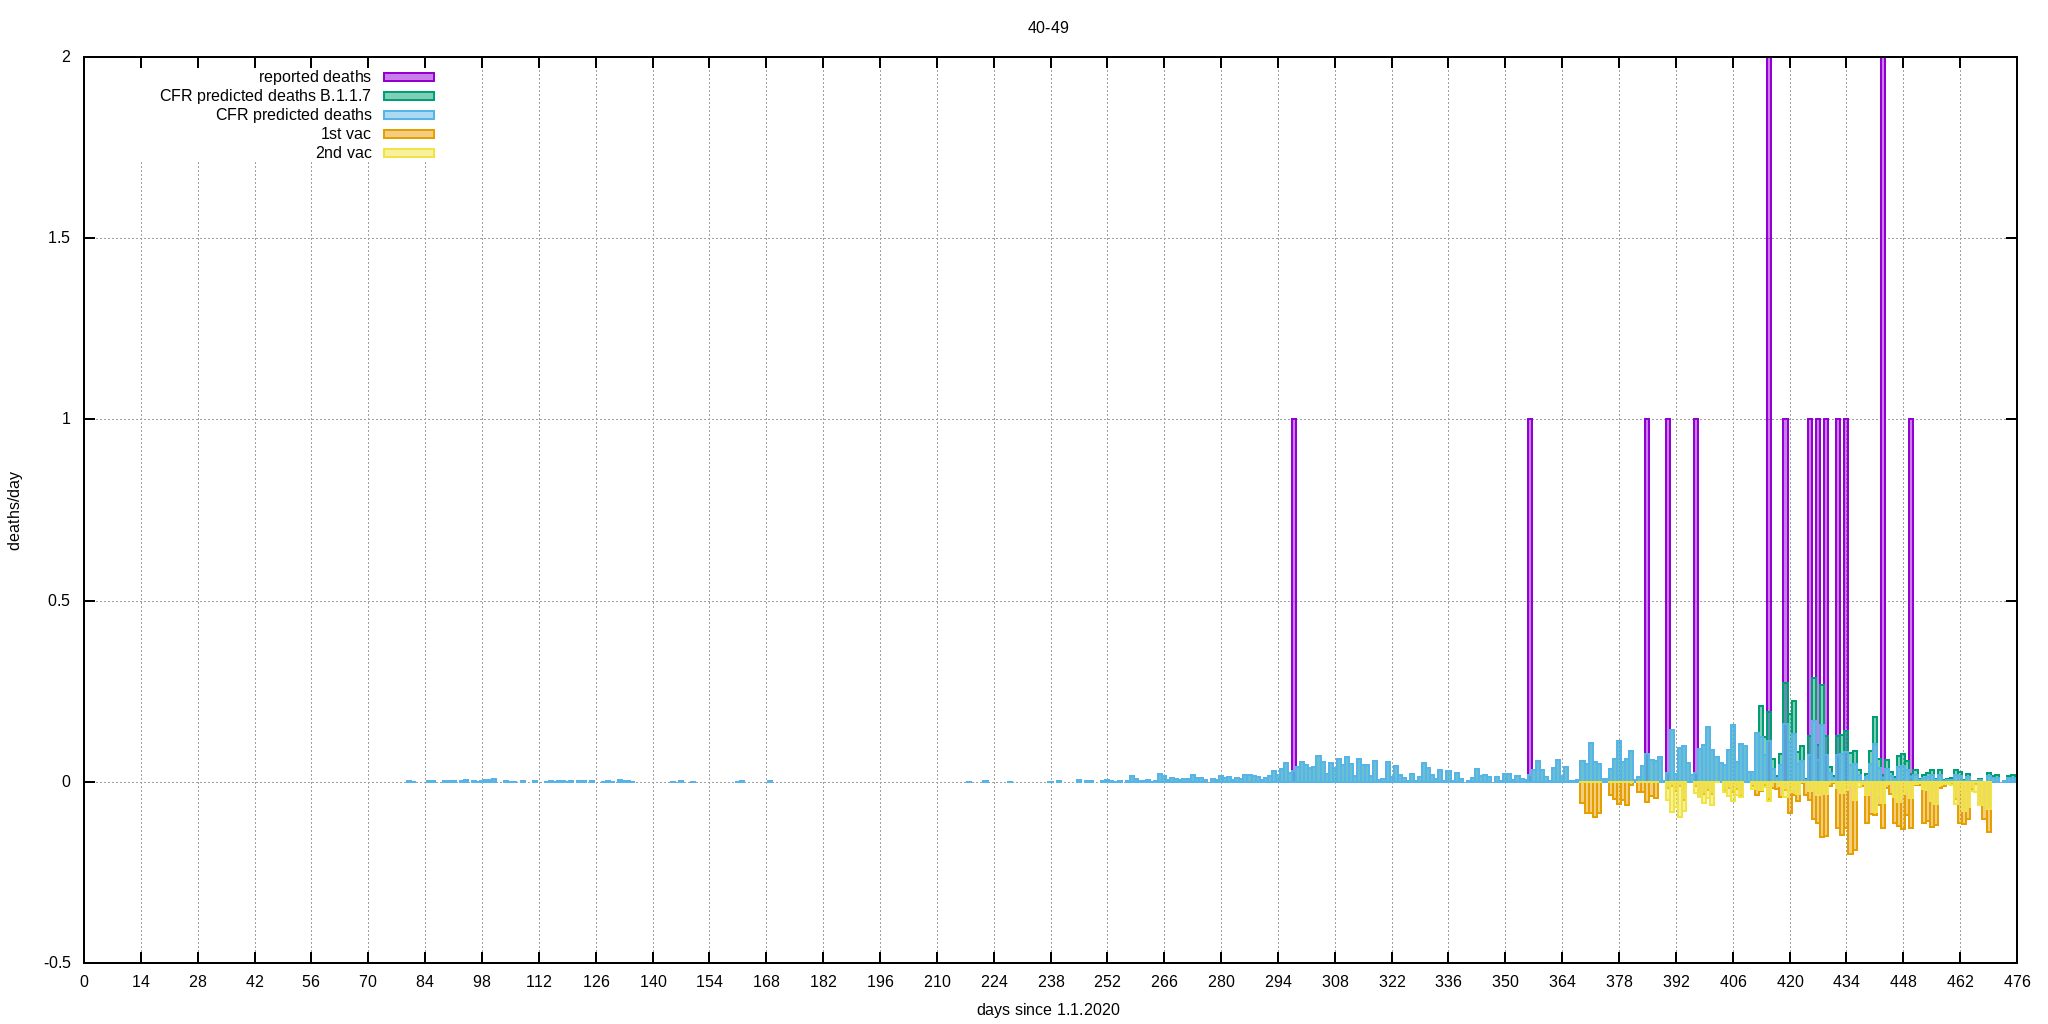 40-49
2
reported deaths
CFR predicted deaths B.1.1.7
CFR predicted deaths
1st vac
2nd vac
1.5
1
deaths/day
0.5
0
-0.5
0 14 28 42 56 70 84 98 112 126 140 154 168 182 196 210 224 238 252 266 280 294 308 322 336 350 364 378 392 406 420 434 448 462 476
days since 1.1.2020